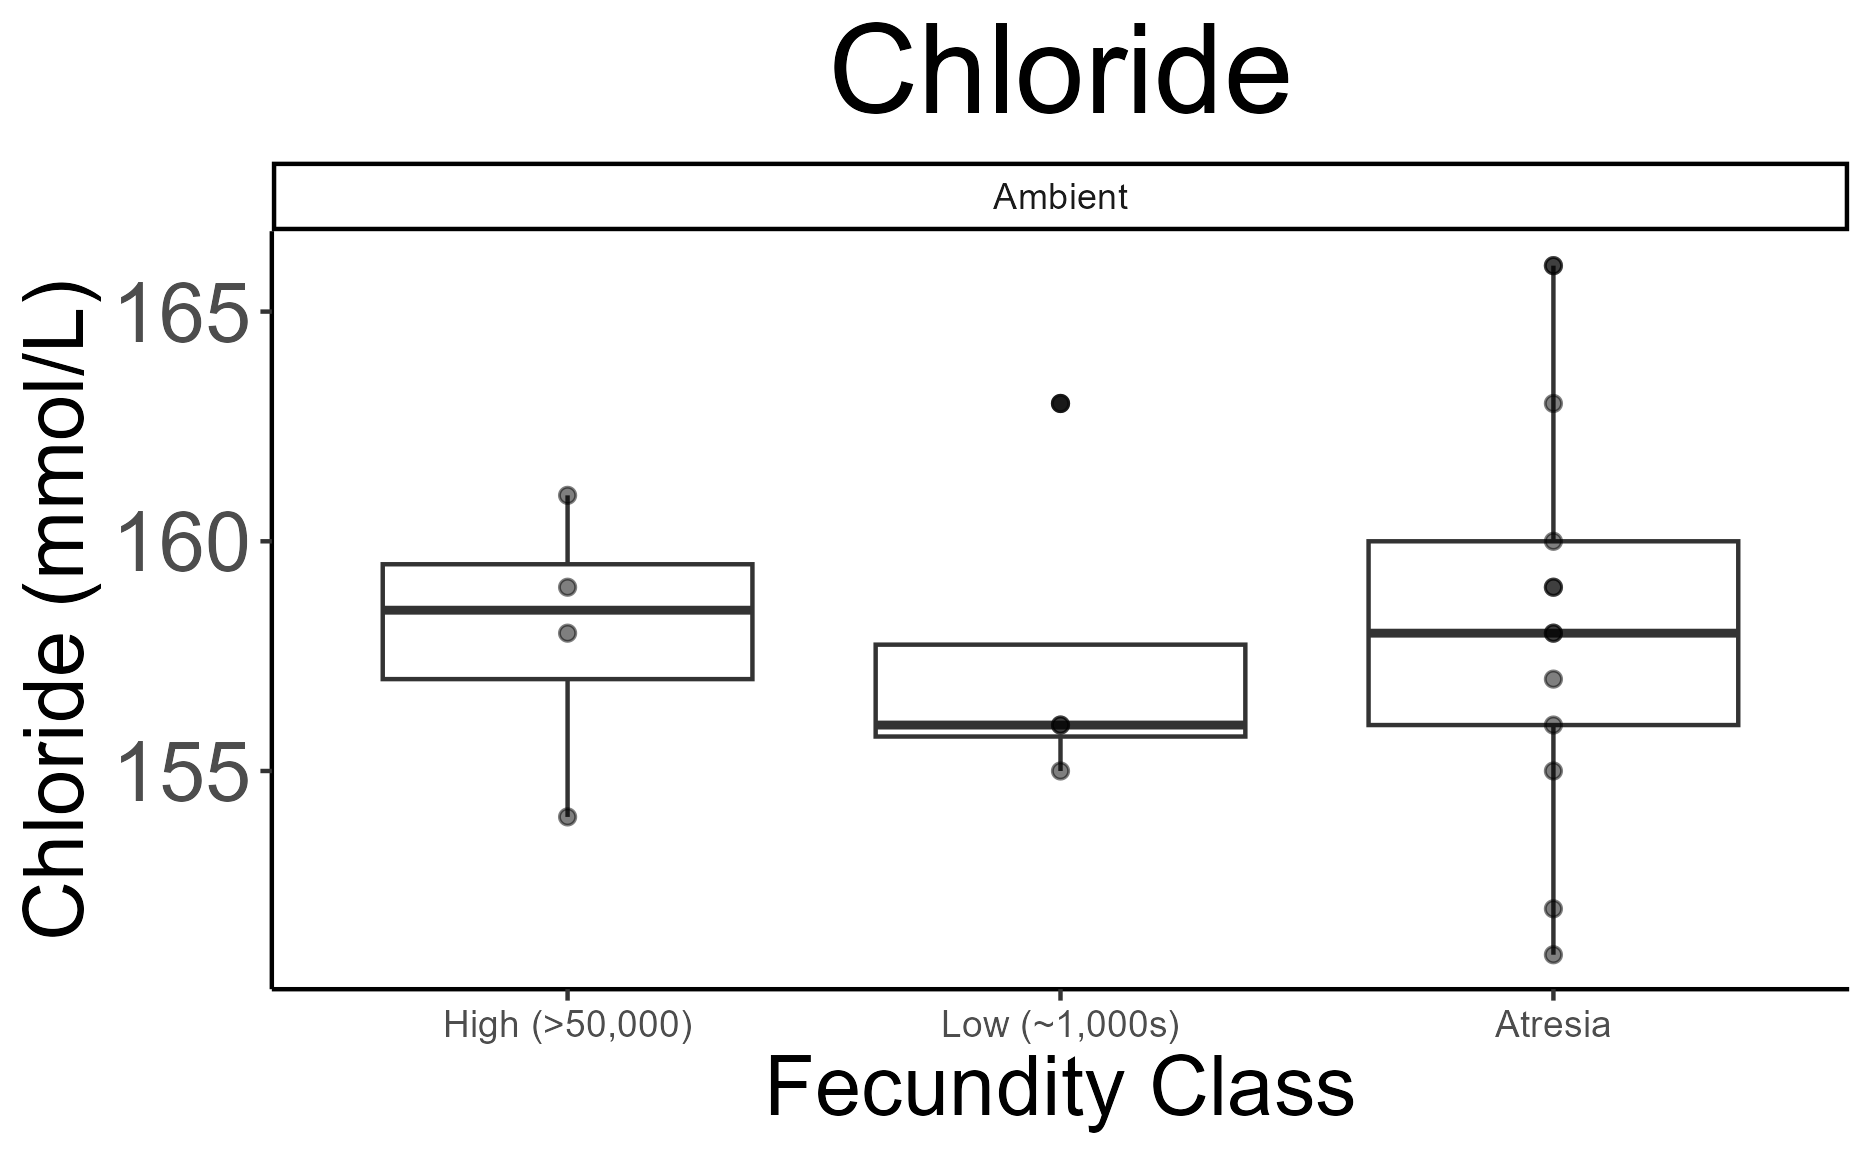 Chloride
Ambient
Chloride (mmol/L)
165
160
155
High (>50,000)
Low (~1,000s)
Atresia
Fecundity Class